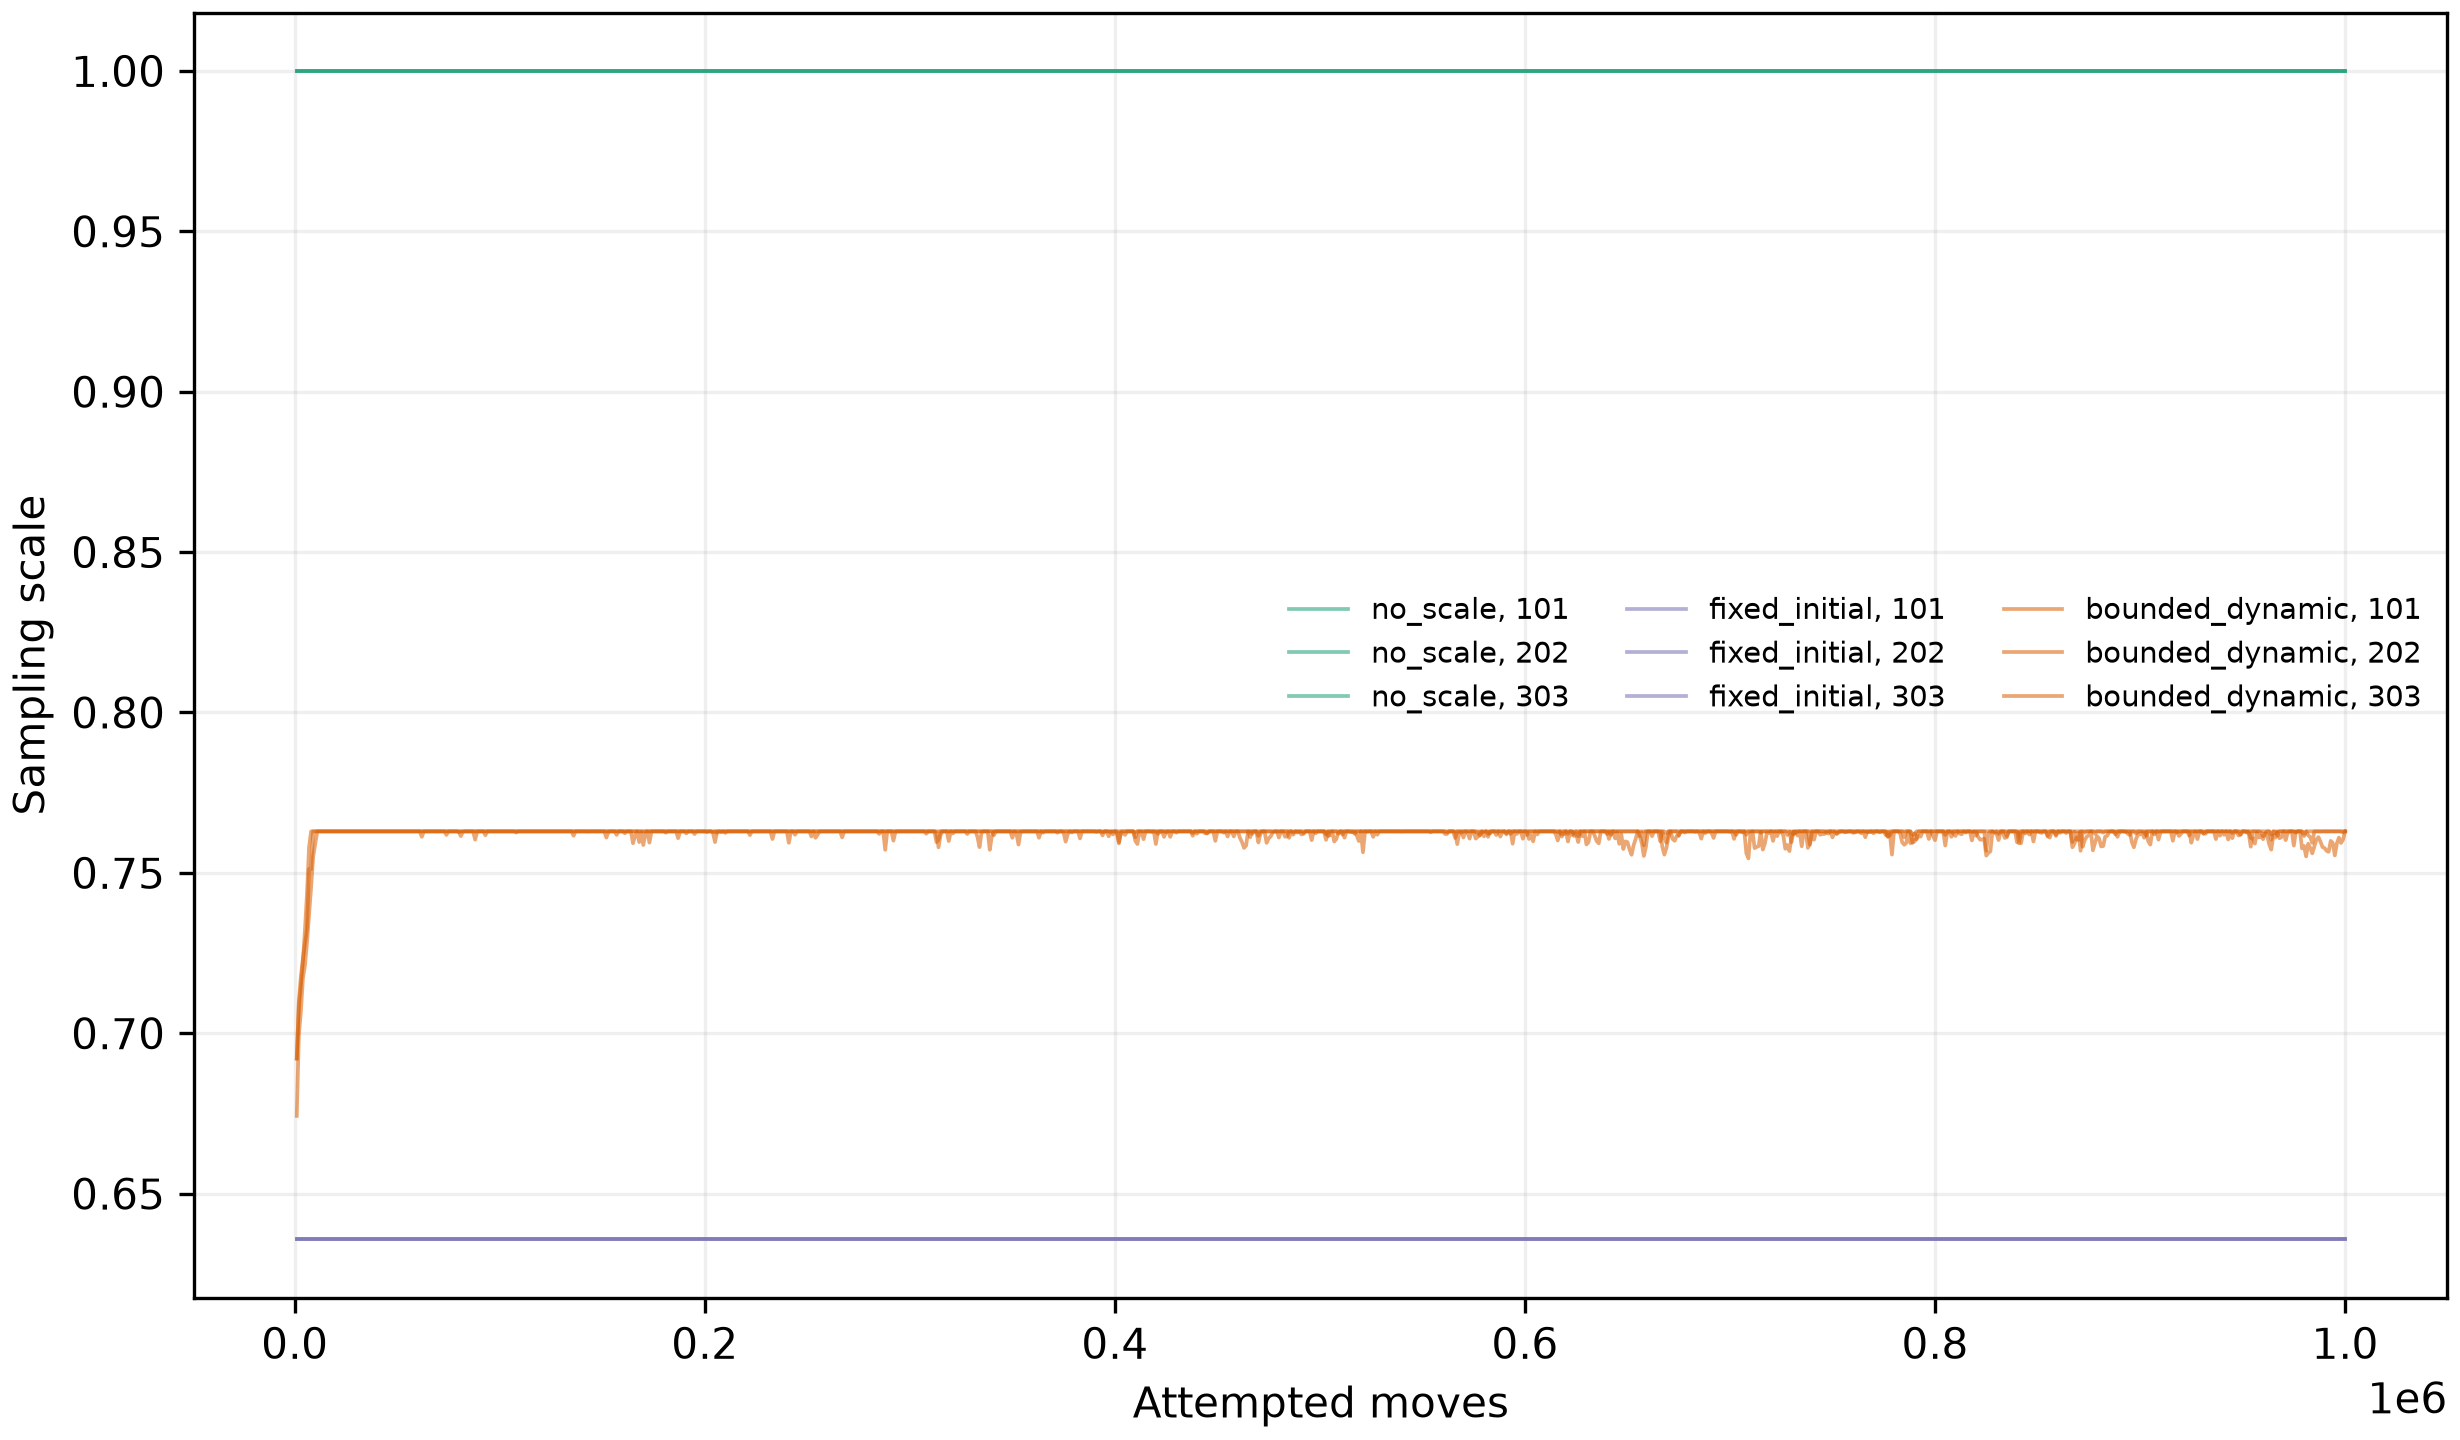 Sampling scale
1.00
0.95
0.90
0.85
0.80
0.75
0.70
0.65
no_scale, 101
no_scale, 202
no_scale, 303
fixed_initial, 101
fixed_initial, 202
fixed_initial, 303
bounded_dynamic, 101
bounded_dynamic, 202
bounded_dynamic, 303
0.0 0.2 0.4 0.6 0.8 1.0
1e6
Attempted moves